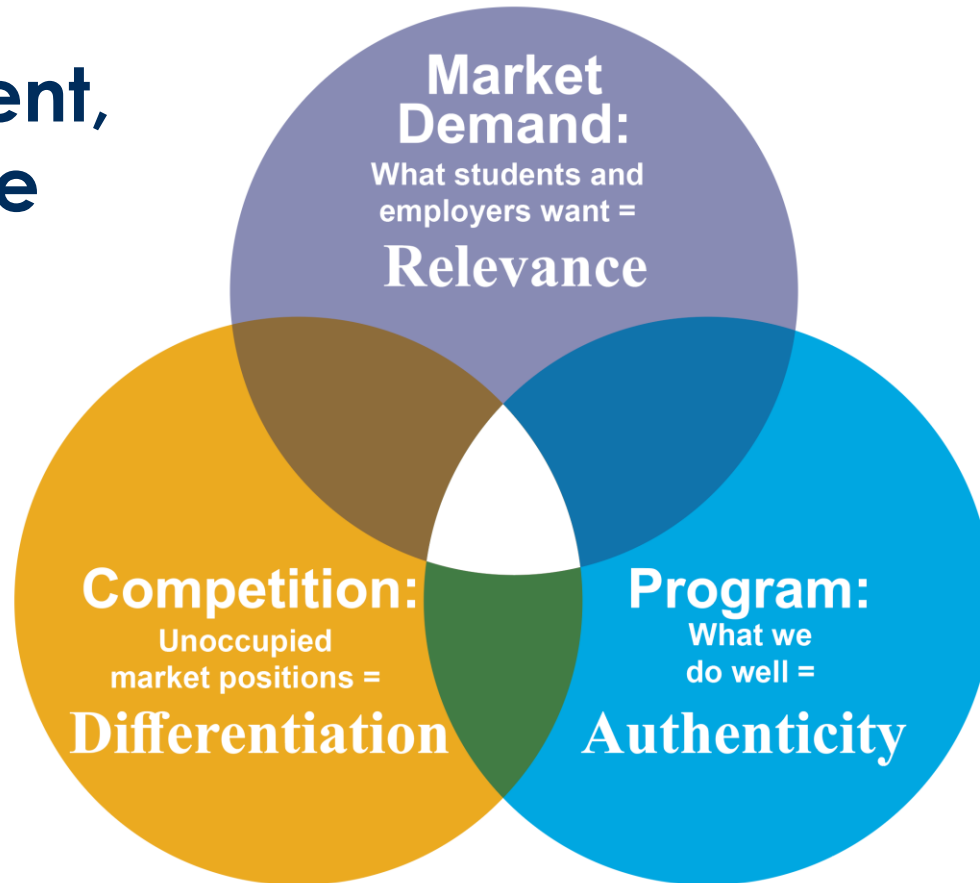 ent,
e
Market
Demand:
What students and
employers want =
Relevance
Competition:
Unoccupied
market positions =
Differentiation
Program:
What we
do well =
Authenticity